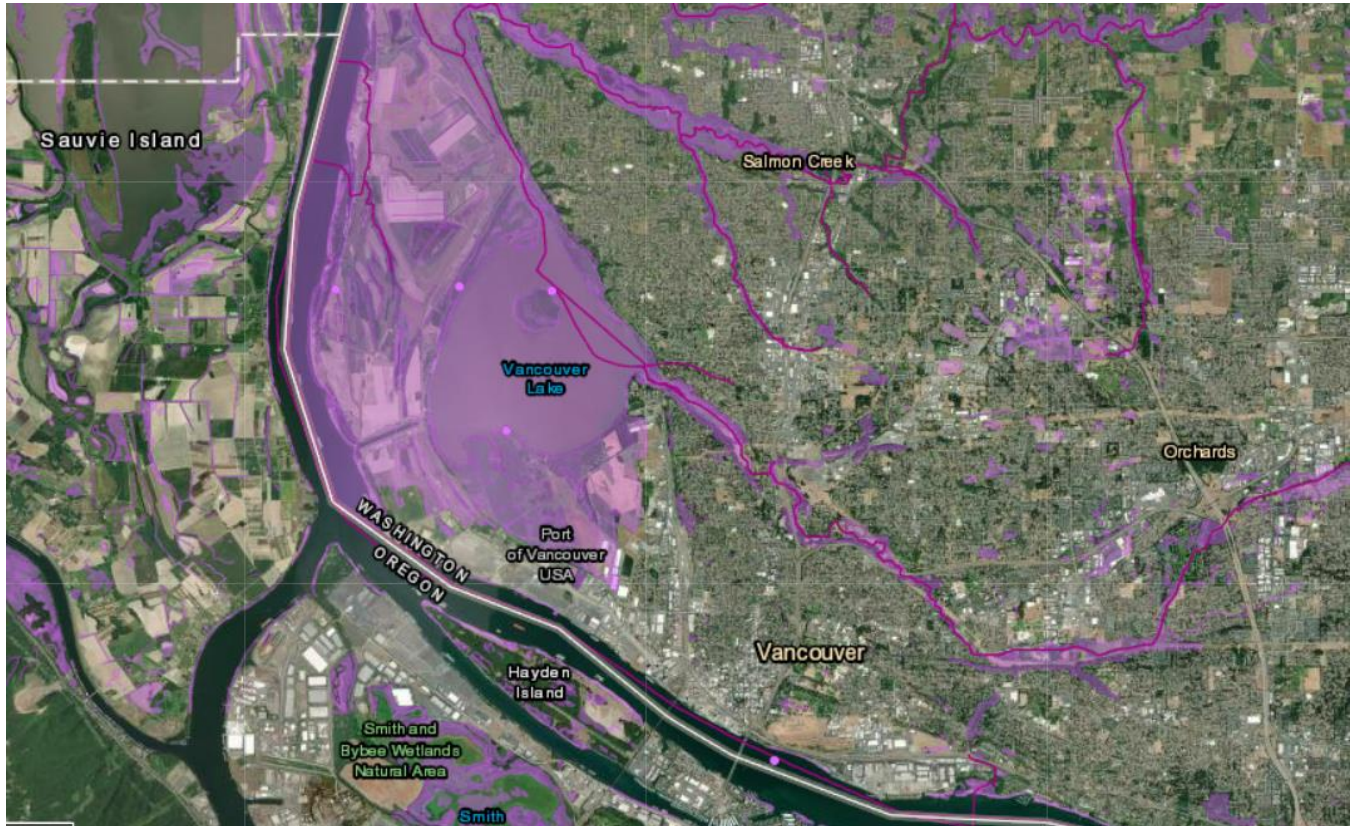 Sauvie Island
Salmon Creek
Vancouver
Lake
Orchards
WASHINGTON
OREGON
Port
of Vancouver
USA
Vancouver
Hayden
Island
Smith and
Bybee Wetlands
Natural Area
Smith